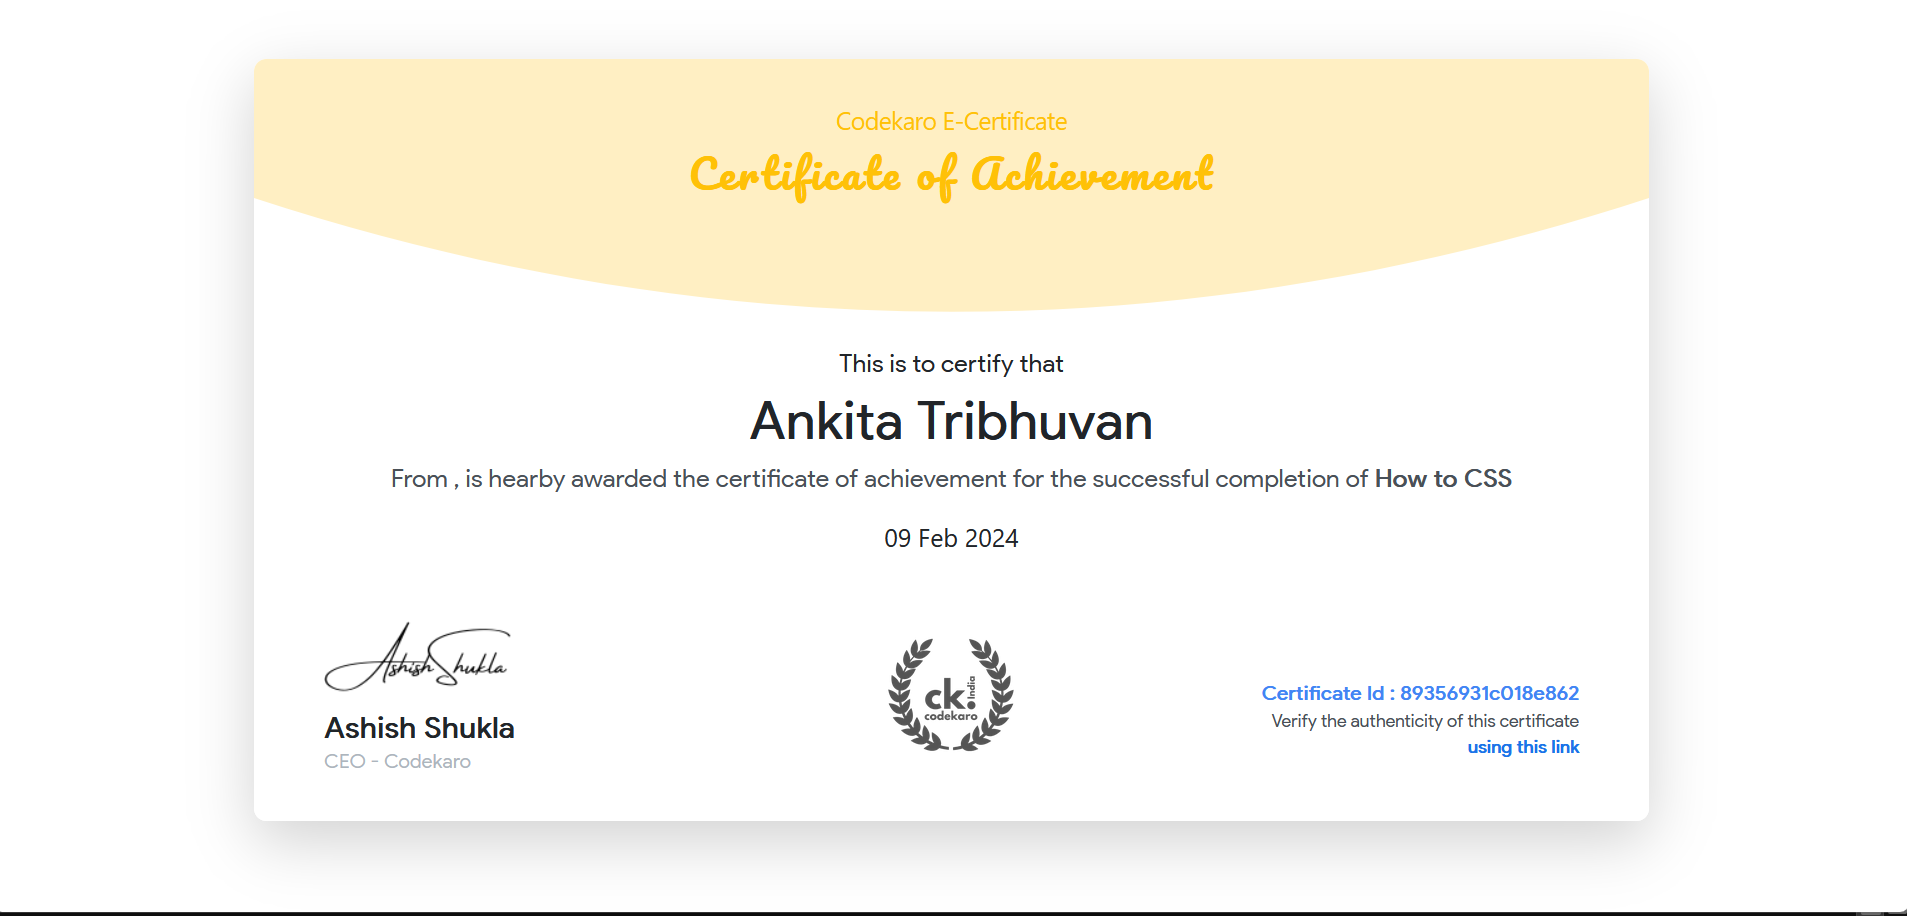 Codekaro E-Certificate
Certificate of Achievement
This is to certify that
Ankita Tribhuvan
From , is hearby awarded the certificate of achievement for the successful completion of How to CSS
09 Feb 2024
Ashish Shukla
Ashish Shukla
CEO - Codekaro
ck!
India
codekaro
Certificate Id : 89356931c018e862
Verify the authenticity of this certificate
using this link